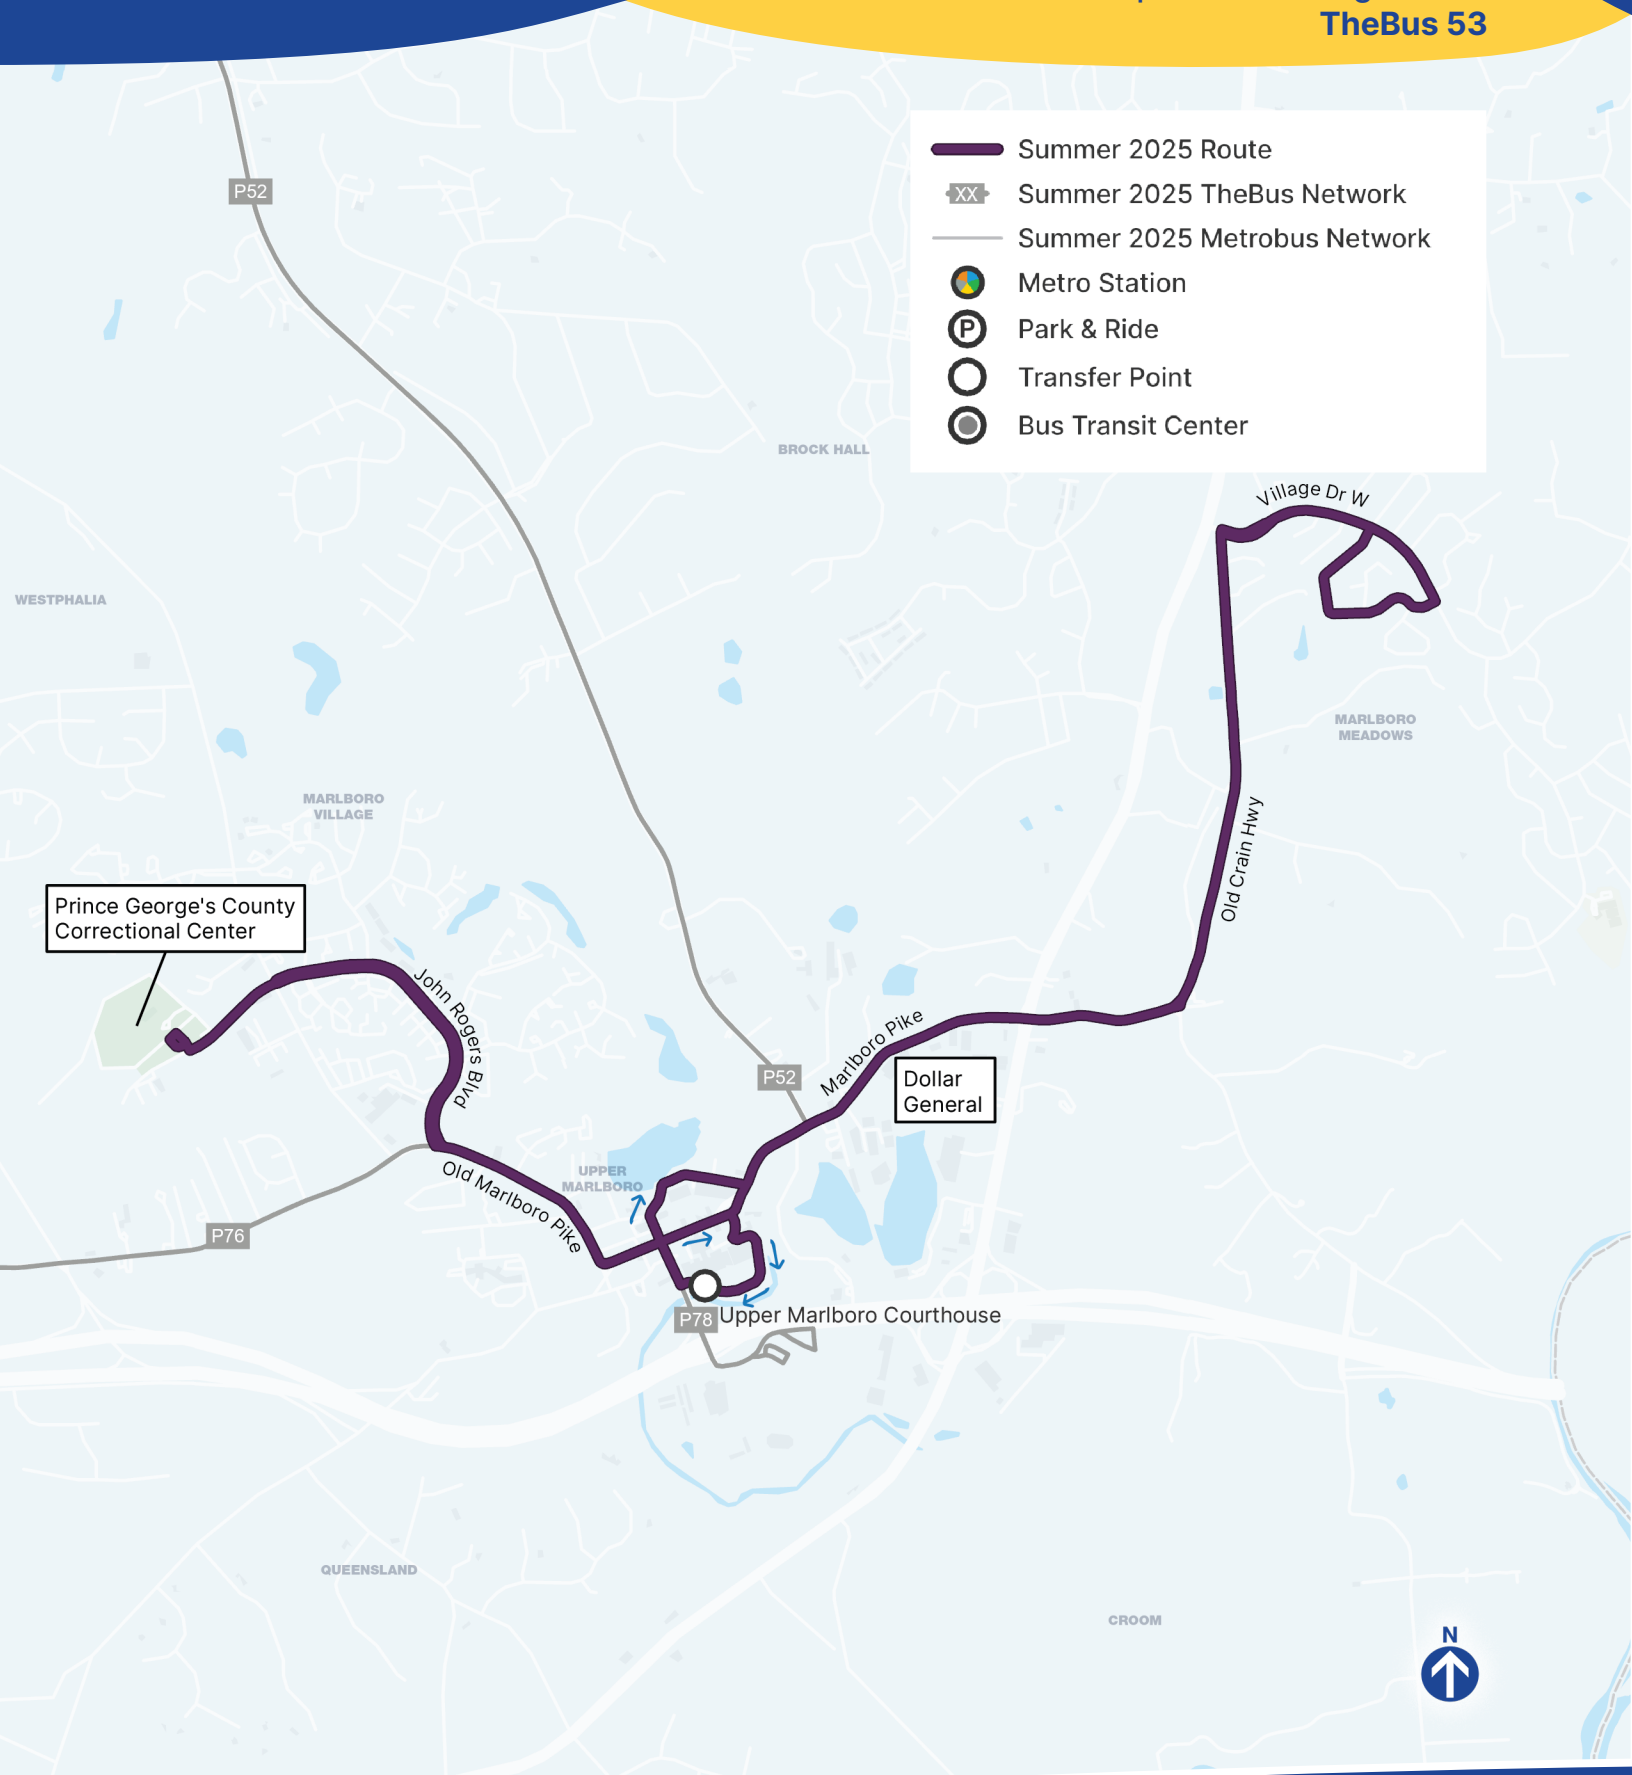 TheBus 53
Summer 2025 Route
XX
Summer 2025 TheBus Network
Summer 2025 Metrobus Network
Metro Station
P
Park & Ride
Transfer Point
Bus Transit Center
P52
BROCK HALL
Village Dr W
WESTPHALIA
MARLBORO
MEADOWS
MARLBORO
VILLAGE
Old Crain Hwy
Prince George's County
Correctional Center
John Rogers Blvd
Marlboro Pike
P52
Dollar
General
UPPER
MARLBORO
Old Marlboro Pike
P76
P78
Upper Marlboro Courthouse
QUEENSLAND
CROOM
N